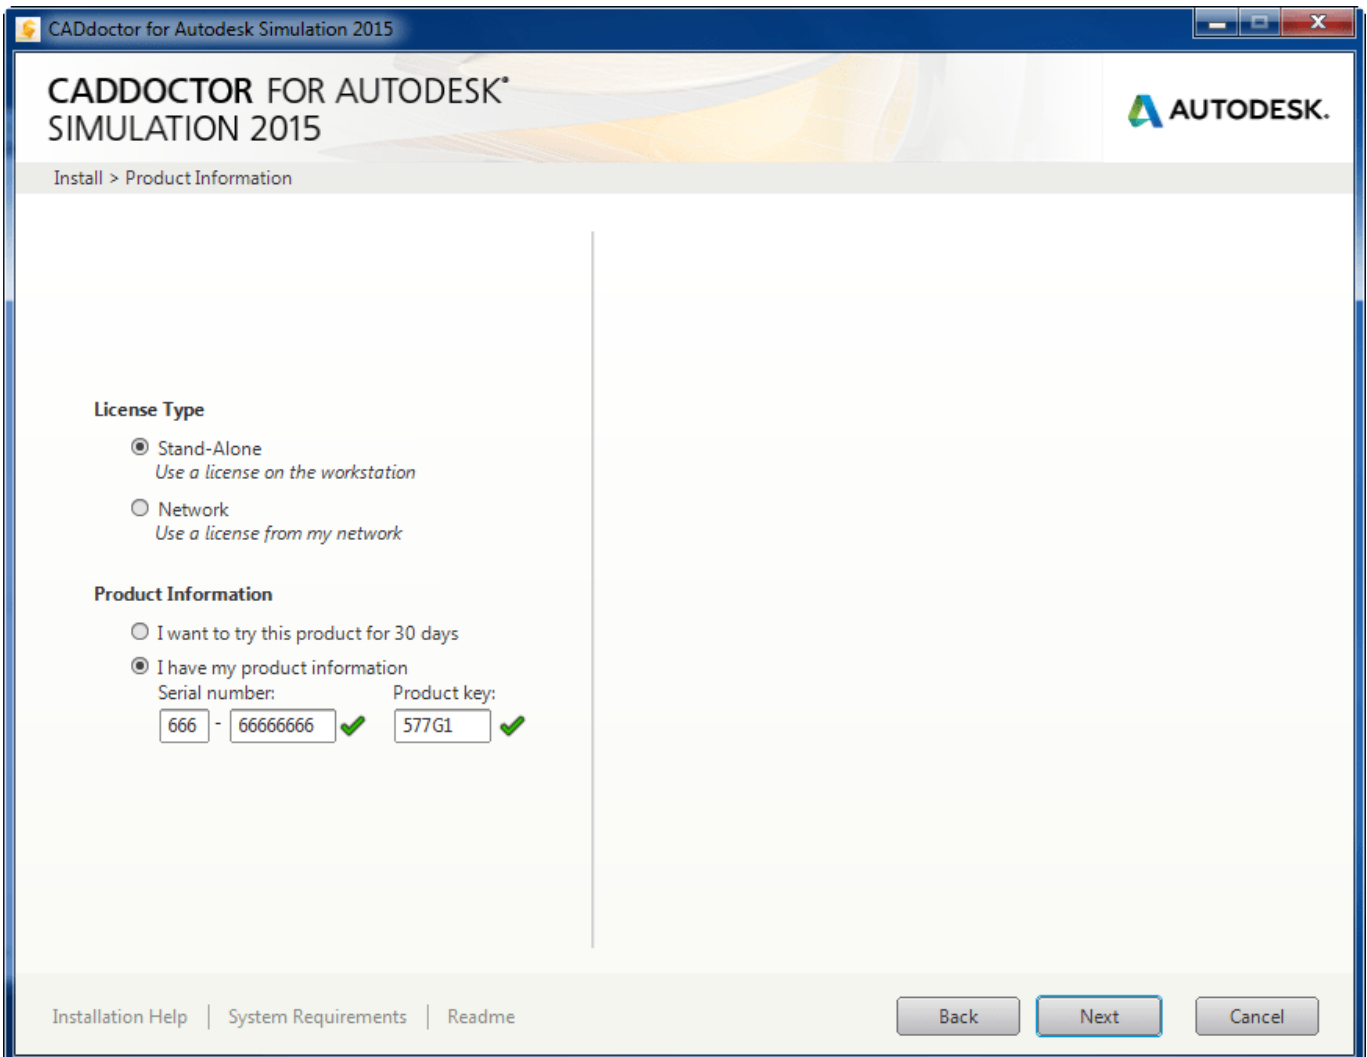 CADdoctor for Autodesk Simulation 2015
CADDOCTOR FOR AUTODESK®
SIMULATION 2015
AUTODESK.
Install > Product Information
License Type
Stand-Alone
Use a license on the workstation
Network
Use a license from my network
Product Information
I want to try this product for 30 days
I have my product information
Serial number: Product key:
666 - 66666666 577G1
Installation Help | System Requirements | Readme Back Next Cancel